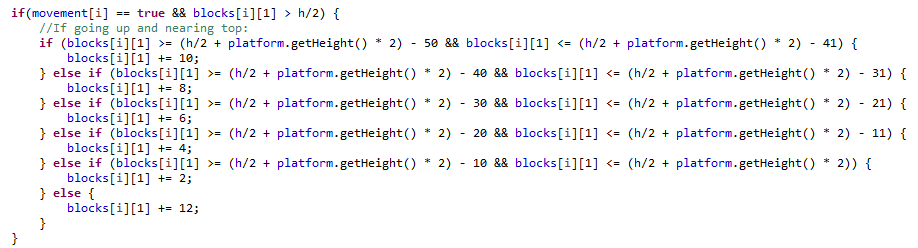 if(movement[i] == true && blocks[i][1] > h/2) {
//If going up and nearing top:
if (blocks[i][1] >= (h/2 + platform.getHeight() * 2) - 50 && blocks[i][1] <= (h/2 + platform.getHeight() * 2) - 41) {
blocks[i][1] += 10;
} else if (blocks[i][1] >= (h/2 + platform.getHeight() * 2) - 40 && blocks[i][1] <= (h/2 + platform.getHeight() * 2) - 31) {
blocks[i][1] += 8;
} else if (blocks[i][1] >= (h/2 + platform.getHeight() * 2) - 30 && blocks[i][1] <= (h/2 + platform.getHeight() * 2) - 21) {
blocks[i][1] += 6;
} else if (blocks[i][1] >= (h/2 + platform.getHeight() * 2) - 20 && blocks[i][1] <= (h/2 + platform.getHeight() * 2) - 11) {
blocks[i][1] += 4;
} else if (blocks[i][1] >= (h/2 + platform.getHeight() * 2) - 10 && blocks[i][1] <= (h/2 + platform.getHeight() * 2)) {
blocks[i][1] += 2;
} else {
blocks[i][1] += 12;
}
}